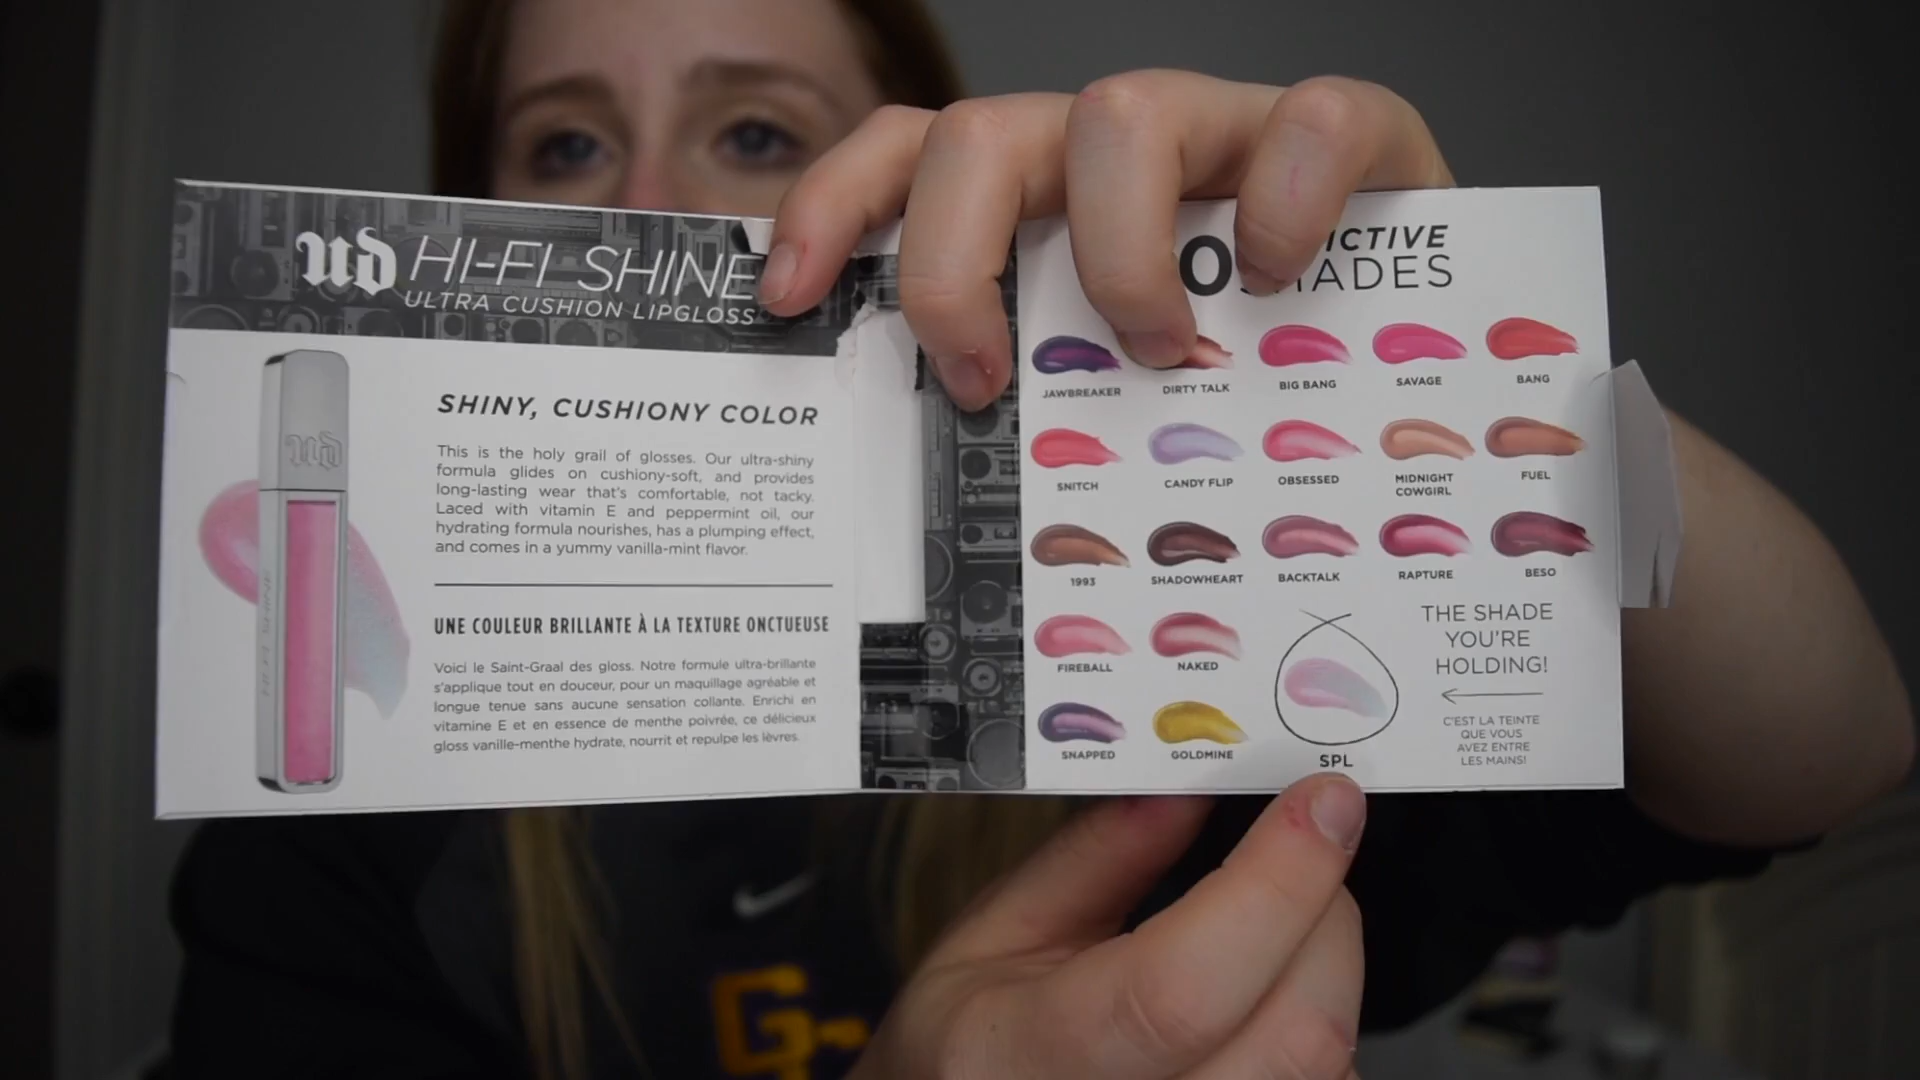 ud HI-FI SHINE
ULTRA CUSHION LIPGLOSS
ud
SHINY, CUSHIONY COLOR
This is the holy grail of glosses. Our ultra-shiny
formula glides on cushiony-soft, and provides
long-lasting wear that's comfortable, not tacky.
Laced with vitamin E and peppermint oil, our
hydrating formula nourishes, has a plumping effect,
and comes in a yummy vanilla-mint flavor.
UNE COULEUR BRILLANTE À LA TEXTURE ONCTUEUSE
Voici le Saint-Graal des gloss. Notre formule ultra-brillante
s'applique tout en douceur, pour un maquillage agréable et
longue tenue sans aucune sensation collante. Enrichi en
vitamine E et en essence de menthe poivrée, ce délicieux
gloss vanille-menthe hydrate, nourrit et repulpe les lèvres.
JAWBREAKER
DIRTY TALK
BIG BANG
SAVAGE
BANG
SNITCH
CANDY FLIP
OBSESSED
MIDNIGHT
COWGIRL
FUEL
1993
SHADOWHEART
BACKTALK
RAPTURE
BESO
FIREBALL
NAKED
SNAPPED
GOLDMINE
SPL
THE SHADE
YOU'RE
HOLDING!
C'EST LA TEINTE
QUE VOUS
AVEZ ENTRE
LES MAINS!